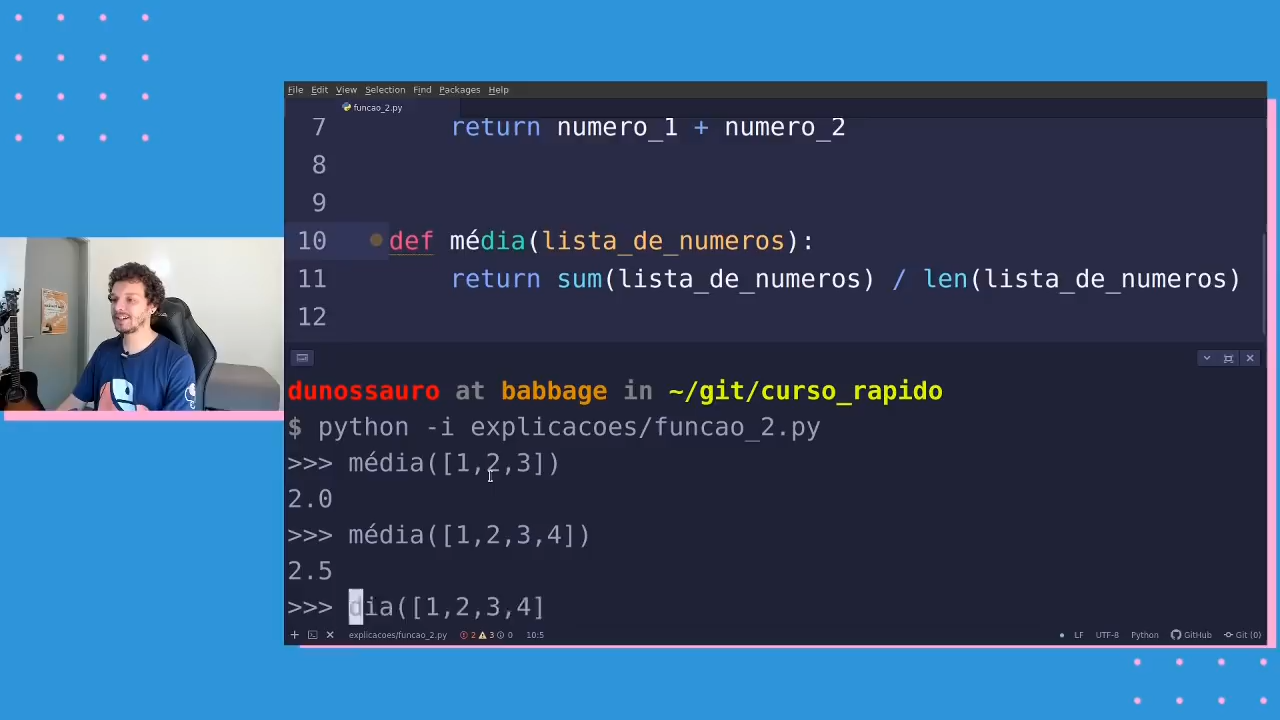 File Edit View Selection Find Packages Help
funcao_2.py
7 return numero_1 + numero_2
8
9
10 def média(lista_de_numeros):
11 return sum(lista_de_numeros) / len(lista_de_numeros)
12
dunossauro at babbage in ~/git/curso_rapido
$ python -i explicacoes/funcao_2.py
>>> média([1,2,3])
2.0
>>> média([1,2,3,4])
2.5
>>> dia([1,2,3,4]
explicacoes/funcao_2.py 2 3 0 10:5 LF UTF-8 Python GitHub Git (0)